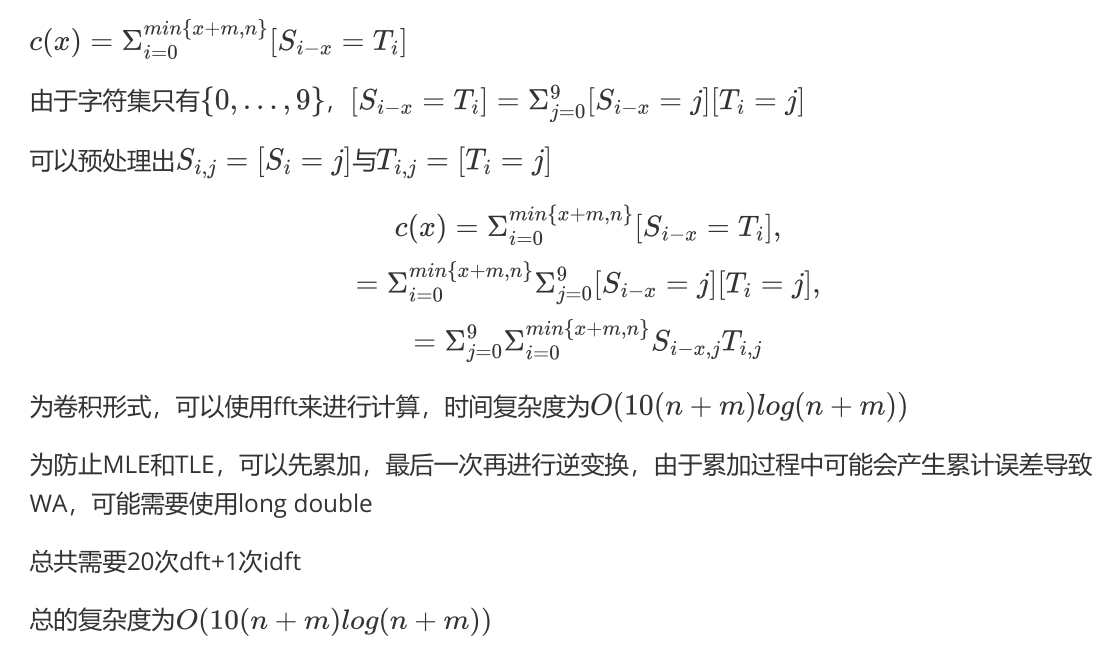 c(x) = Σ_{i=0}^{min{x+m,n}}[S_{i−x} = T_i]
由于字符集只有{0, . . . , 9}，[S_{i−x} = T_i] = Σ_{j=0}^{9}[S_{i−x} = j][T_i = j]
可以预处理出S_{i,j} = [S_i = j]与T_{i,j} = [T_i = j]
c(x) = Σ_{i=0}^{min{x+m,n}}[S_{i−x} = T_i],
= Σ_{i=0}^{min{x+m,n}}Σ_{j=0}^{9}[S_{i−x} = j][T_i = j],
= Σ_{j=0}^{9}Σ_{i=0}^{min{x+m,n}}S_{i−x,j}T_{i,j}
为卷积形式，可以使用fft来进行计算，时间复杂度为O(10(n + m)log(n + m))
为防止MLE和TLE，可以先累加，最后一次再进行逆变换，由于累加过程中可能会产生累计误差导致
WA，可能需要使用long double
总共需要20次dft+1次idft
总的复杂度为O(10(n + m)log(n + m))